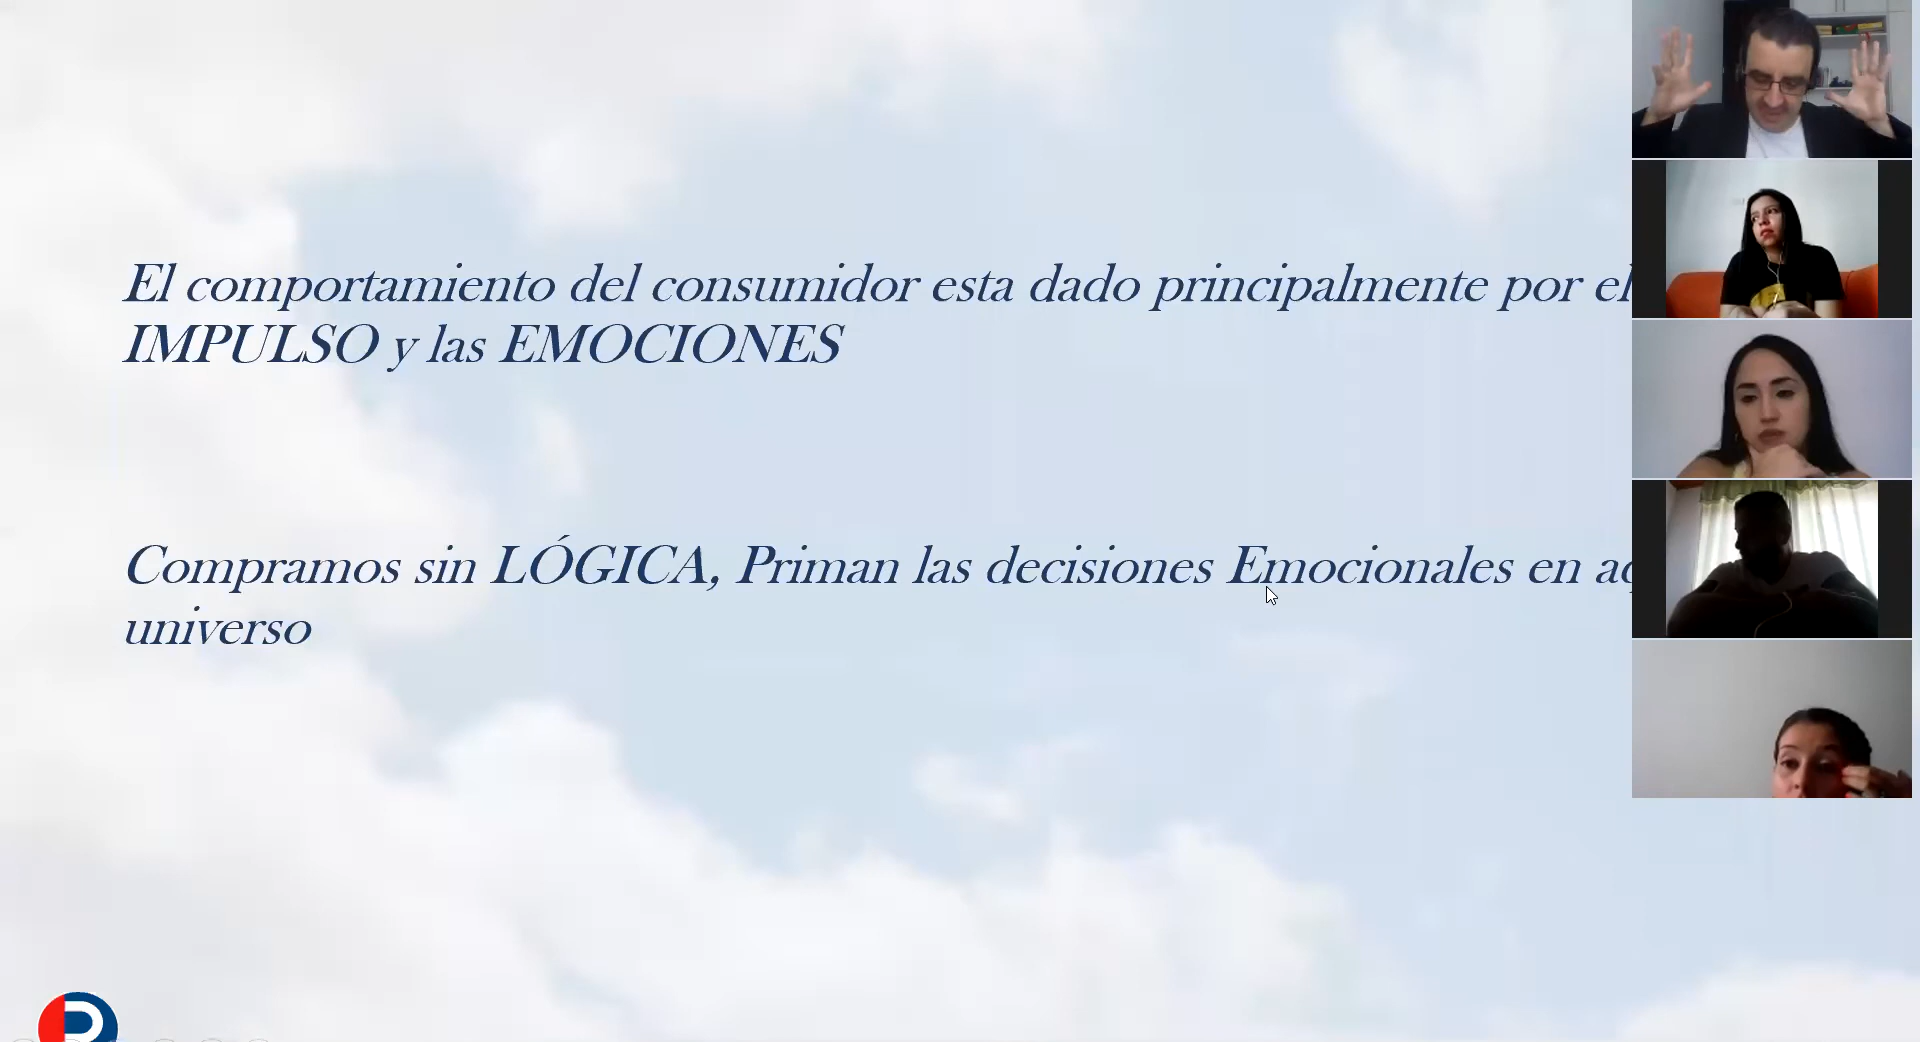 El comportamiento del consumidor esta dado principalmente por el
IMPULSO y las EMOCIONES
Compramos sin LÓGICA, Priman las decisiones Emocionales en
universo